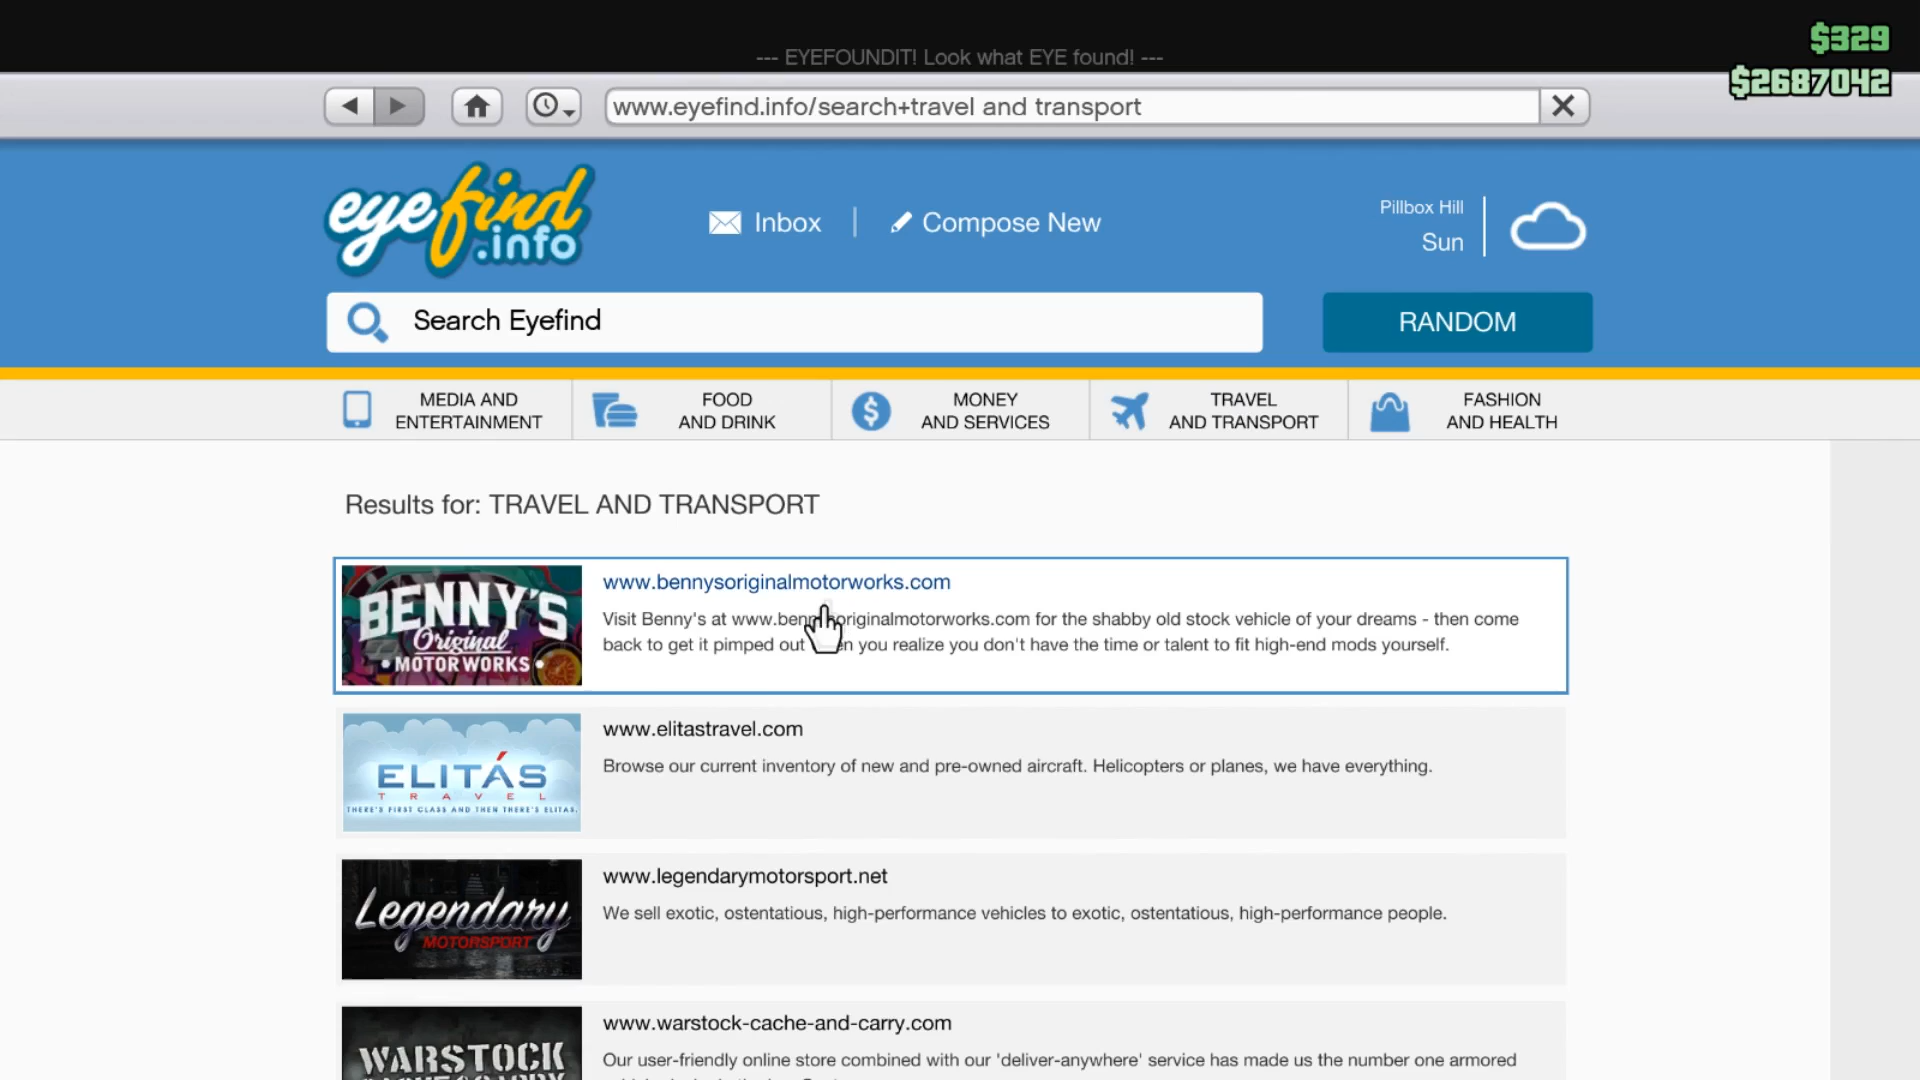 $329
--- EYEFOUNDIT! Look what EYE found! ---
$2687042
www.eyefind.info/search+travel and transport
eyefind
.info
Inbox
Compose New
Pillbox Hill
Sun
Search Eyefind
RANDOM
MEDIA AND
ENTERTAINMENT
FOOD
AND DRINK
MONEY
AND SERVICES
TRAVEL
AND TRANSPORT
FASHION
AND HEALTH
Results for: TRAVEL AND TRANSPORT
BENNY'S
Original
MOTOR WORKS
www.bennysoriginalmotorworks.com
Visit Benny's at www.bennysoriginalmotorworks.com for the shabby old stock vehicle of your dreams - then come
back to get it pimped out when you realize you don't have the time or talent to fit high-end mods yourself.
ELITÁS
TRAVEL
THERE'S FIRST CLASS AND THEN THERE'S ELITAS.
www.elitastravel.com
Browse our current inventory of new and pre-owned aircraft. Helicopters or planes, we have everything.
Legendary
MOTORSPORT
www.legendarymotorsport.net
We sell exotic, ostentatious, high-performance vehicles to exotic, ostentatious, high-performance people.
WARSTOCK
www.warstock-cache-and-carry.com
Our user-friendly online store combined with our 'deliver-anywhere' service has made us the number one armored